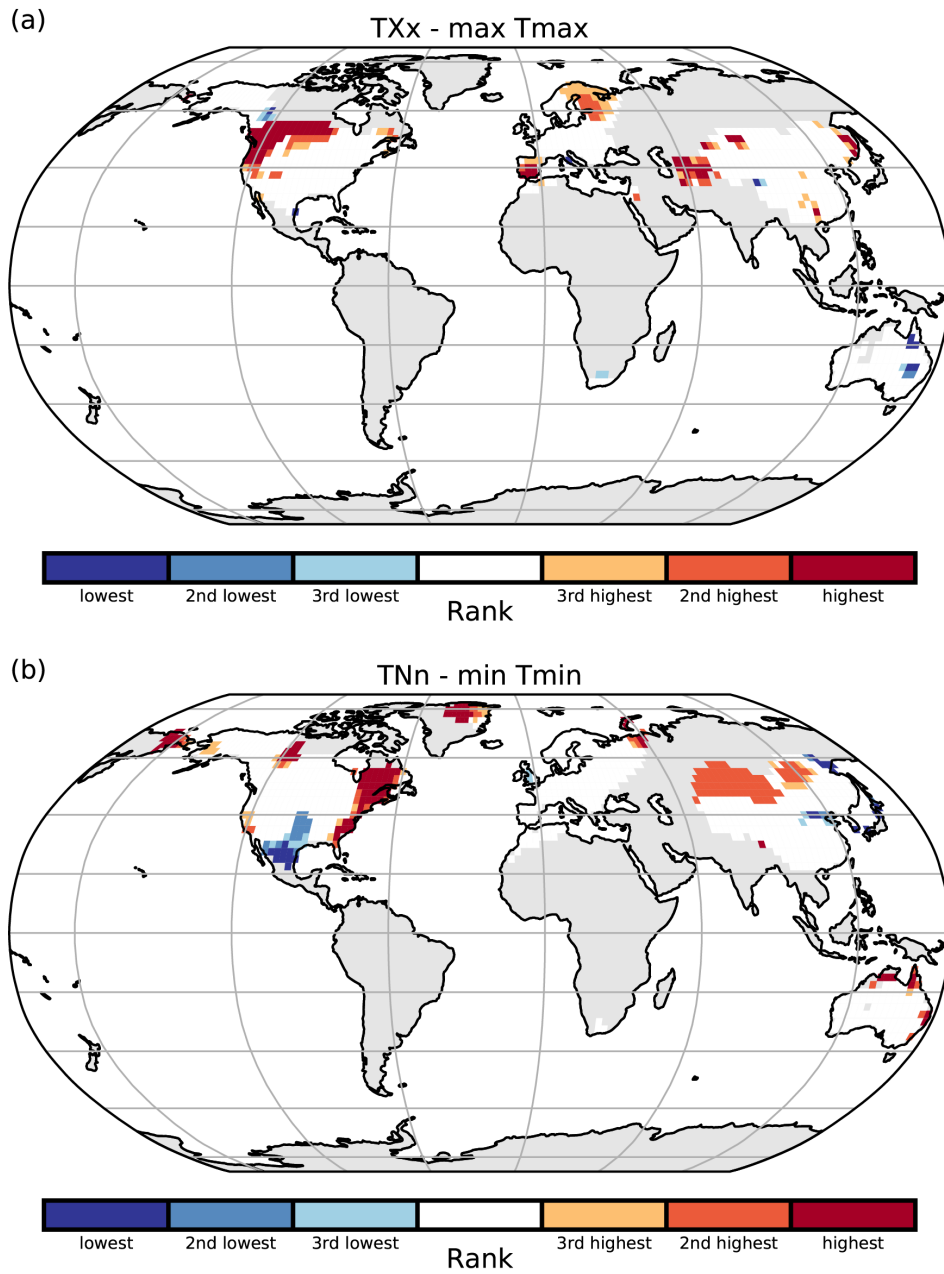 (a)
TXx - max Tmax
lowest
2nd lowest
3rd lowest
3rd highest
2nd highest
highest
Rank
(b)
TNn - min Tmin
lowest
2nd lowest
3rd lowest
3rd highest
2nd highest
highest
Rank